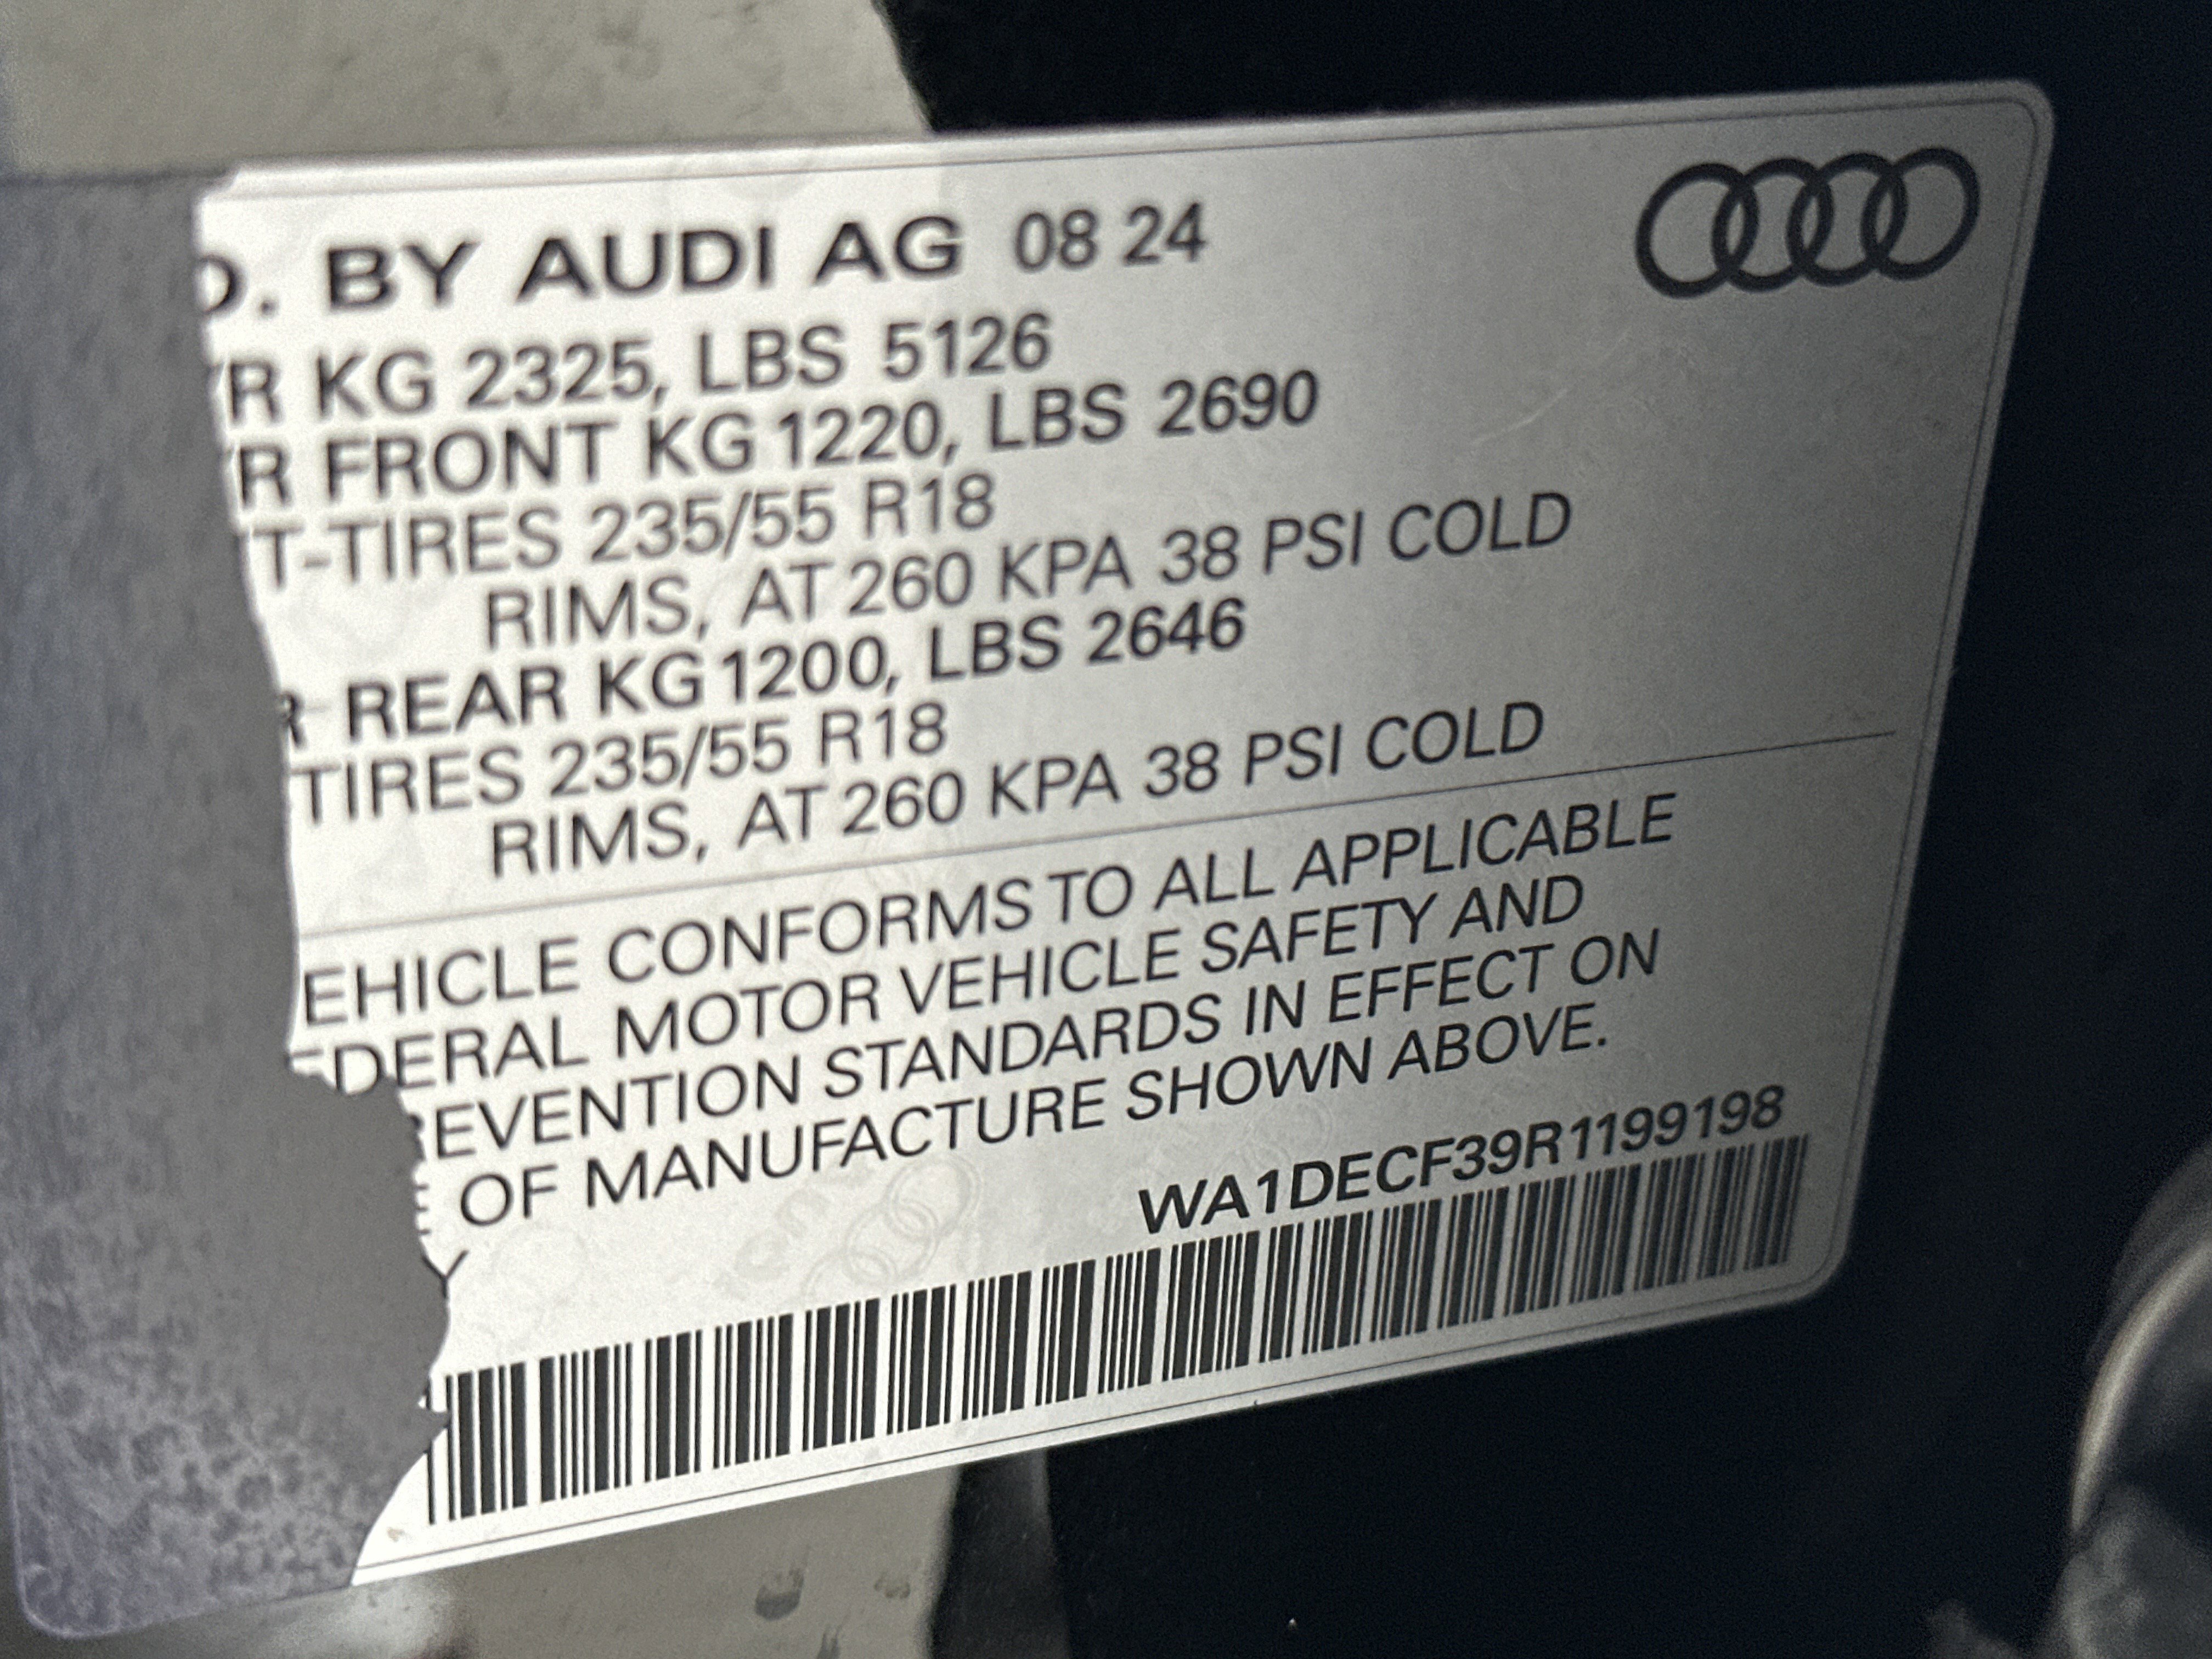 D. BY AUDI AG 08 24
R KG 2325, LBS 5126
R FRONT KG 1220, LBS 2690
T-TIRES 235/55 R18
RIMS, AT 260 KPA 38 PSI COLD
R REAR KG 1200, LBS 2646
TIRES 235/55 R18
RIMS, AT 260 KPA 38 PSI COLD
EHICLE CONFORMS TO ALL APPLICABLE
EDERAL MOTOR VEHICLE SAFETY AND
REVENTION STANDARDS IN EFFECT ON
E OF MANUFACTURE SHOWN ABOVE.
WA1DECF39R1199198
Y